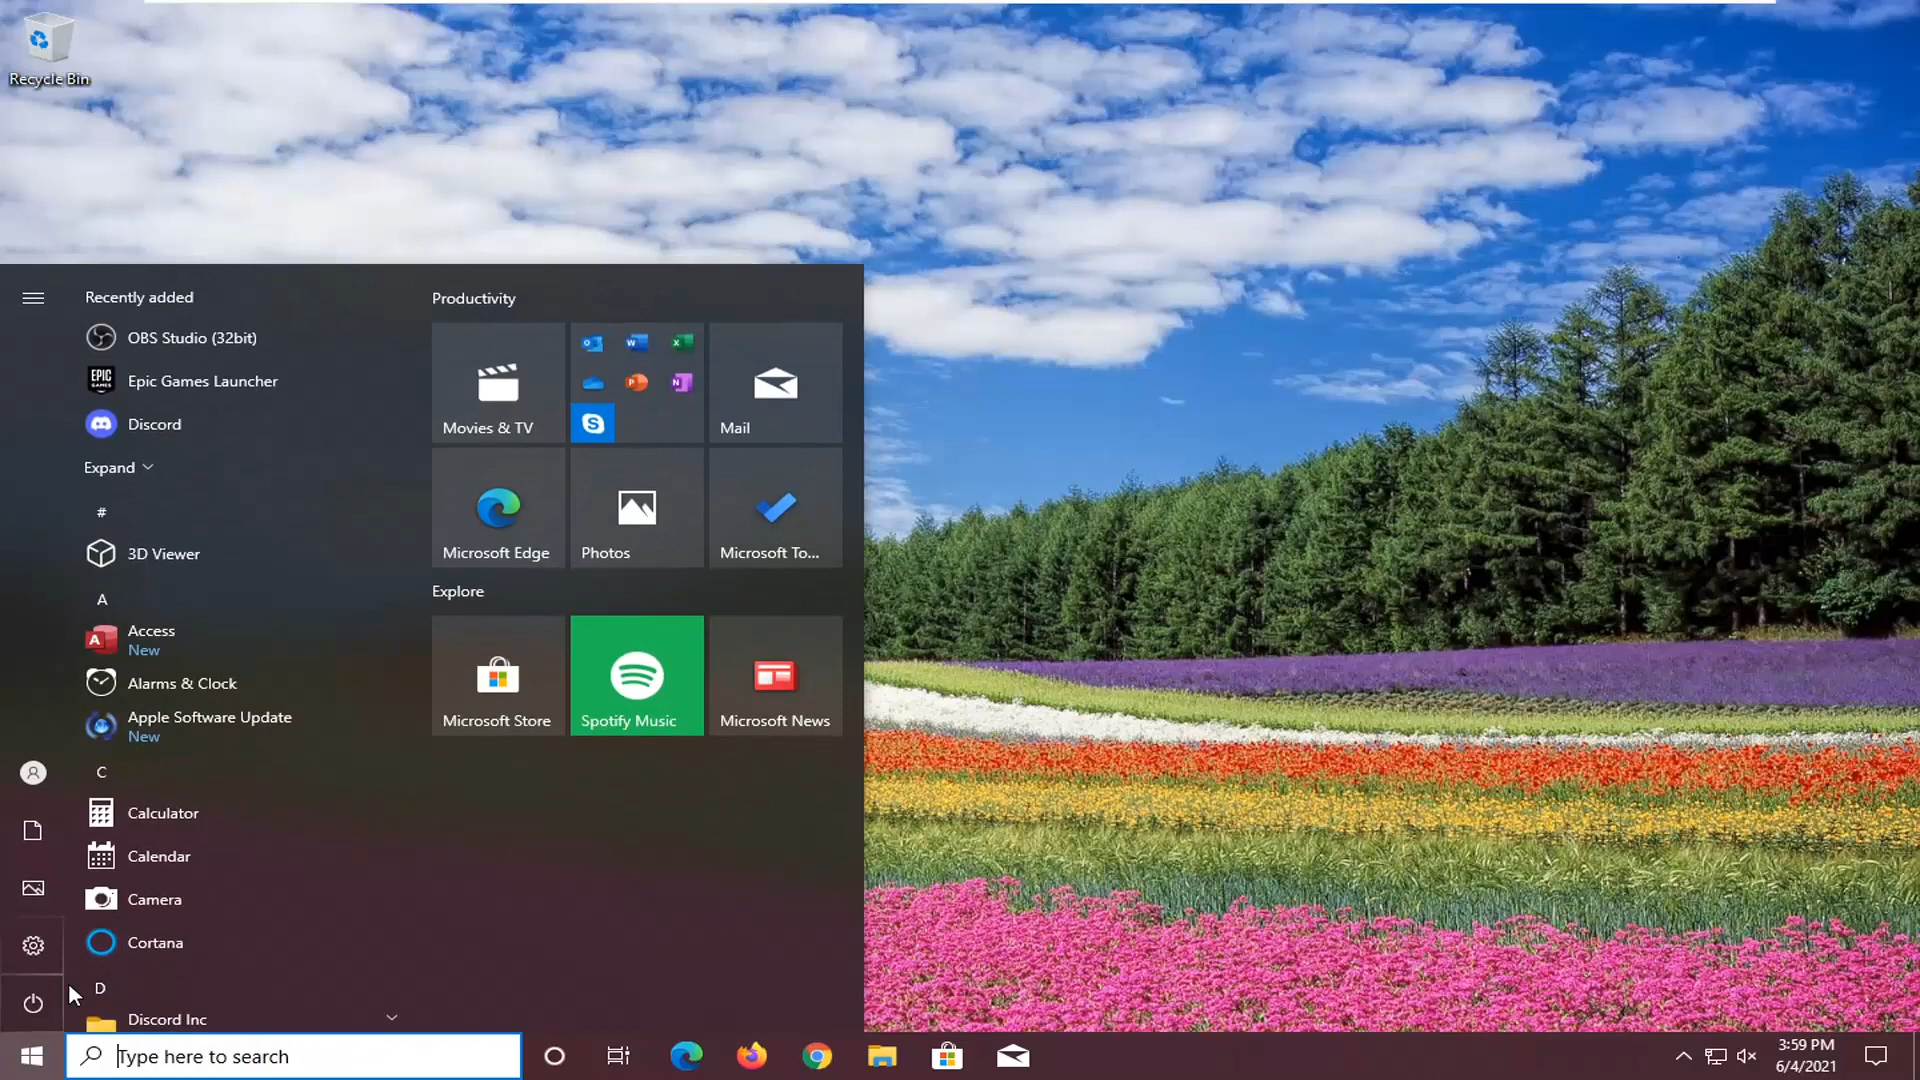 Recycle Bin
Recently added
OBS Studio (32bit)
EPIC
GAMES
Epic Games Launcher
Discord
Expand
#
3D Viewer
A
Access
New
Alarms & Clock
Apple Software Update
New
C
Calculator
Calendar
Camera
Cortana
D
Discord Inc
Productivity
Movies & TV
Mail
Microsoft Edge
Photos
Microsoft To...
Explore
Microsoft Store
Spotify Music
Microsoft News
Type here to search
3:59 PM
6/4/2021